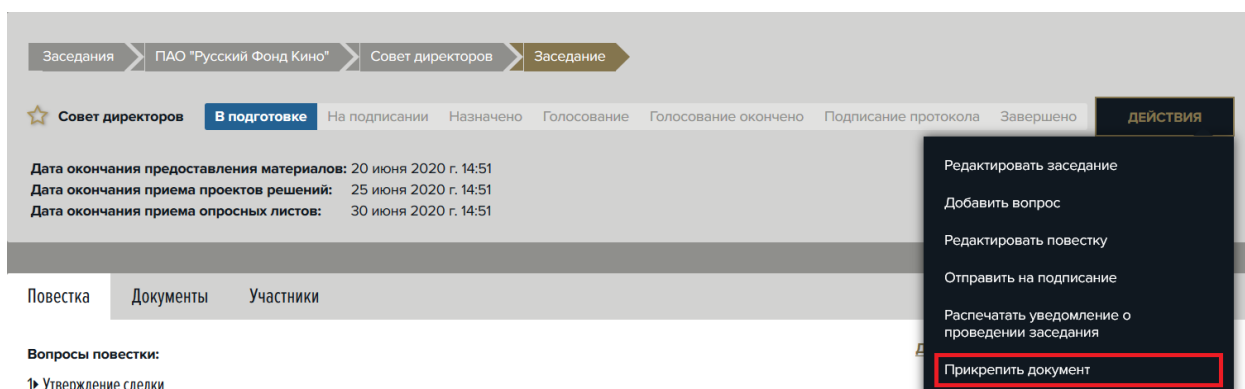 Заседания ПАО "Русский Фонд Кино" Совет директоров Заседание
Совет директоров В подготовке На подписании Назначено Голосование Голосование окончено Подписание протокола Завершено ДЕЙСТВИЯ
Дата окончания предоставления материалов: 20 июня 2020 г. 14:51
Дата окончания приема проектов решений: 25 июня 2020 г. 14:51
Дата окончания приема опросных листов: 30 июня 2020 г. 14:51
Редактировать заседание
Добавить вопрос
Редактировать повестку
Отправить на подписание
Распечатать уведомление о
проведении заседания
Прикрепить документ
Повестка Документы Участники
Вопросы повестки:
1 Утверждение сделки